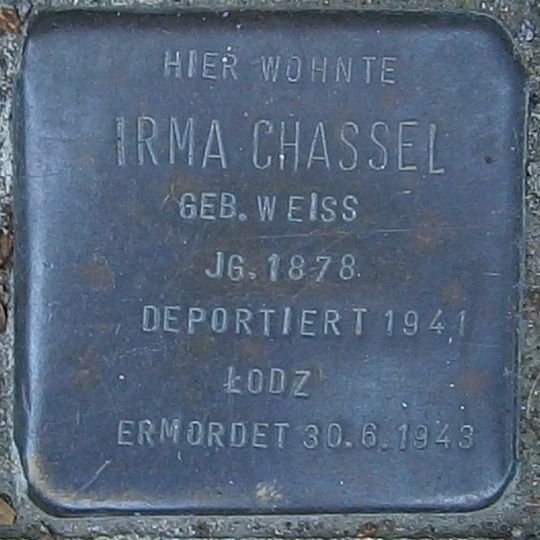 HIER WOHNTE
IRMA CHASSEL
GEB. WEISS
JG. 1878
DEPORTIERT 1941
ŁODZ
ERMORDET 30.6.1943